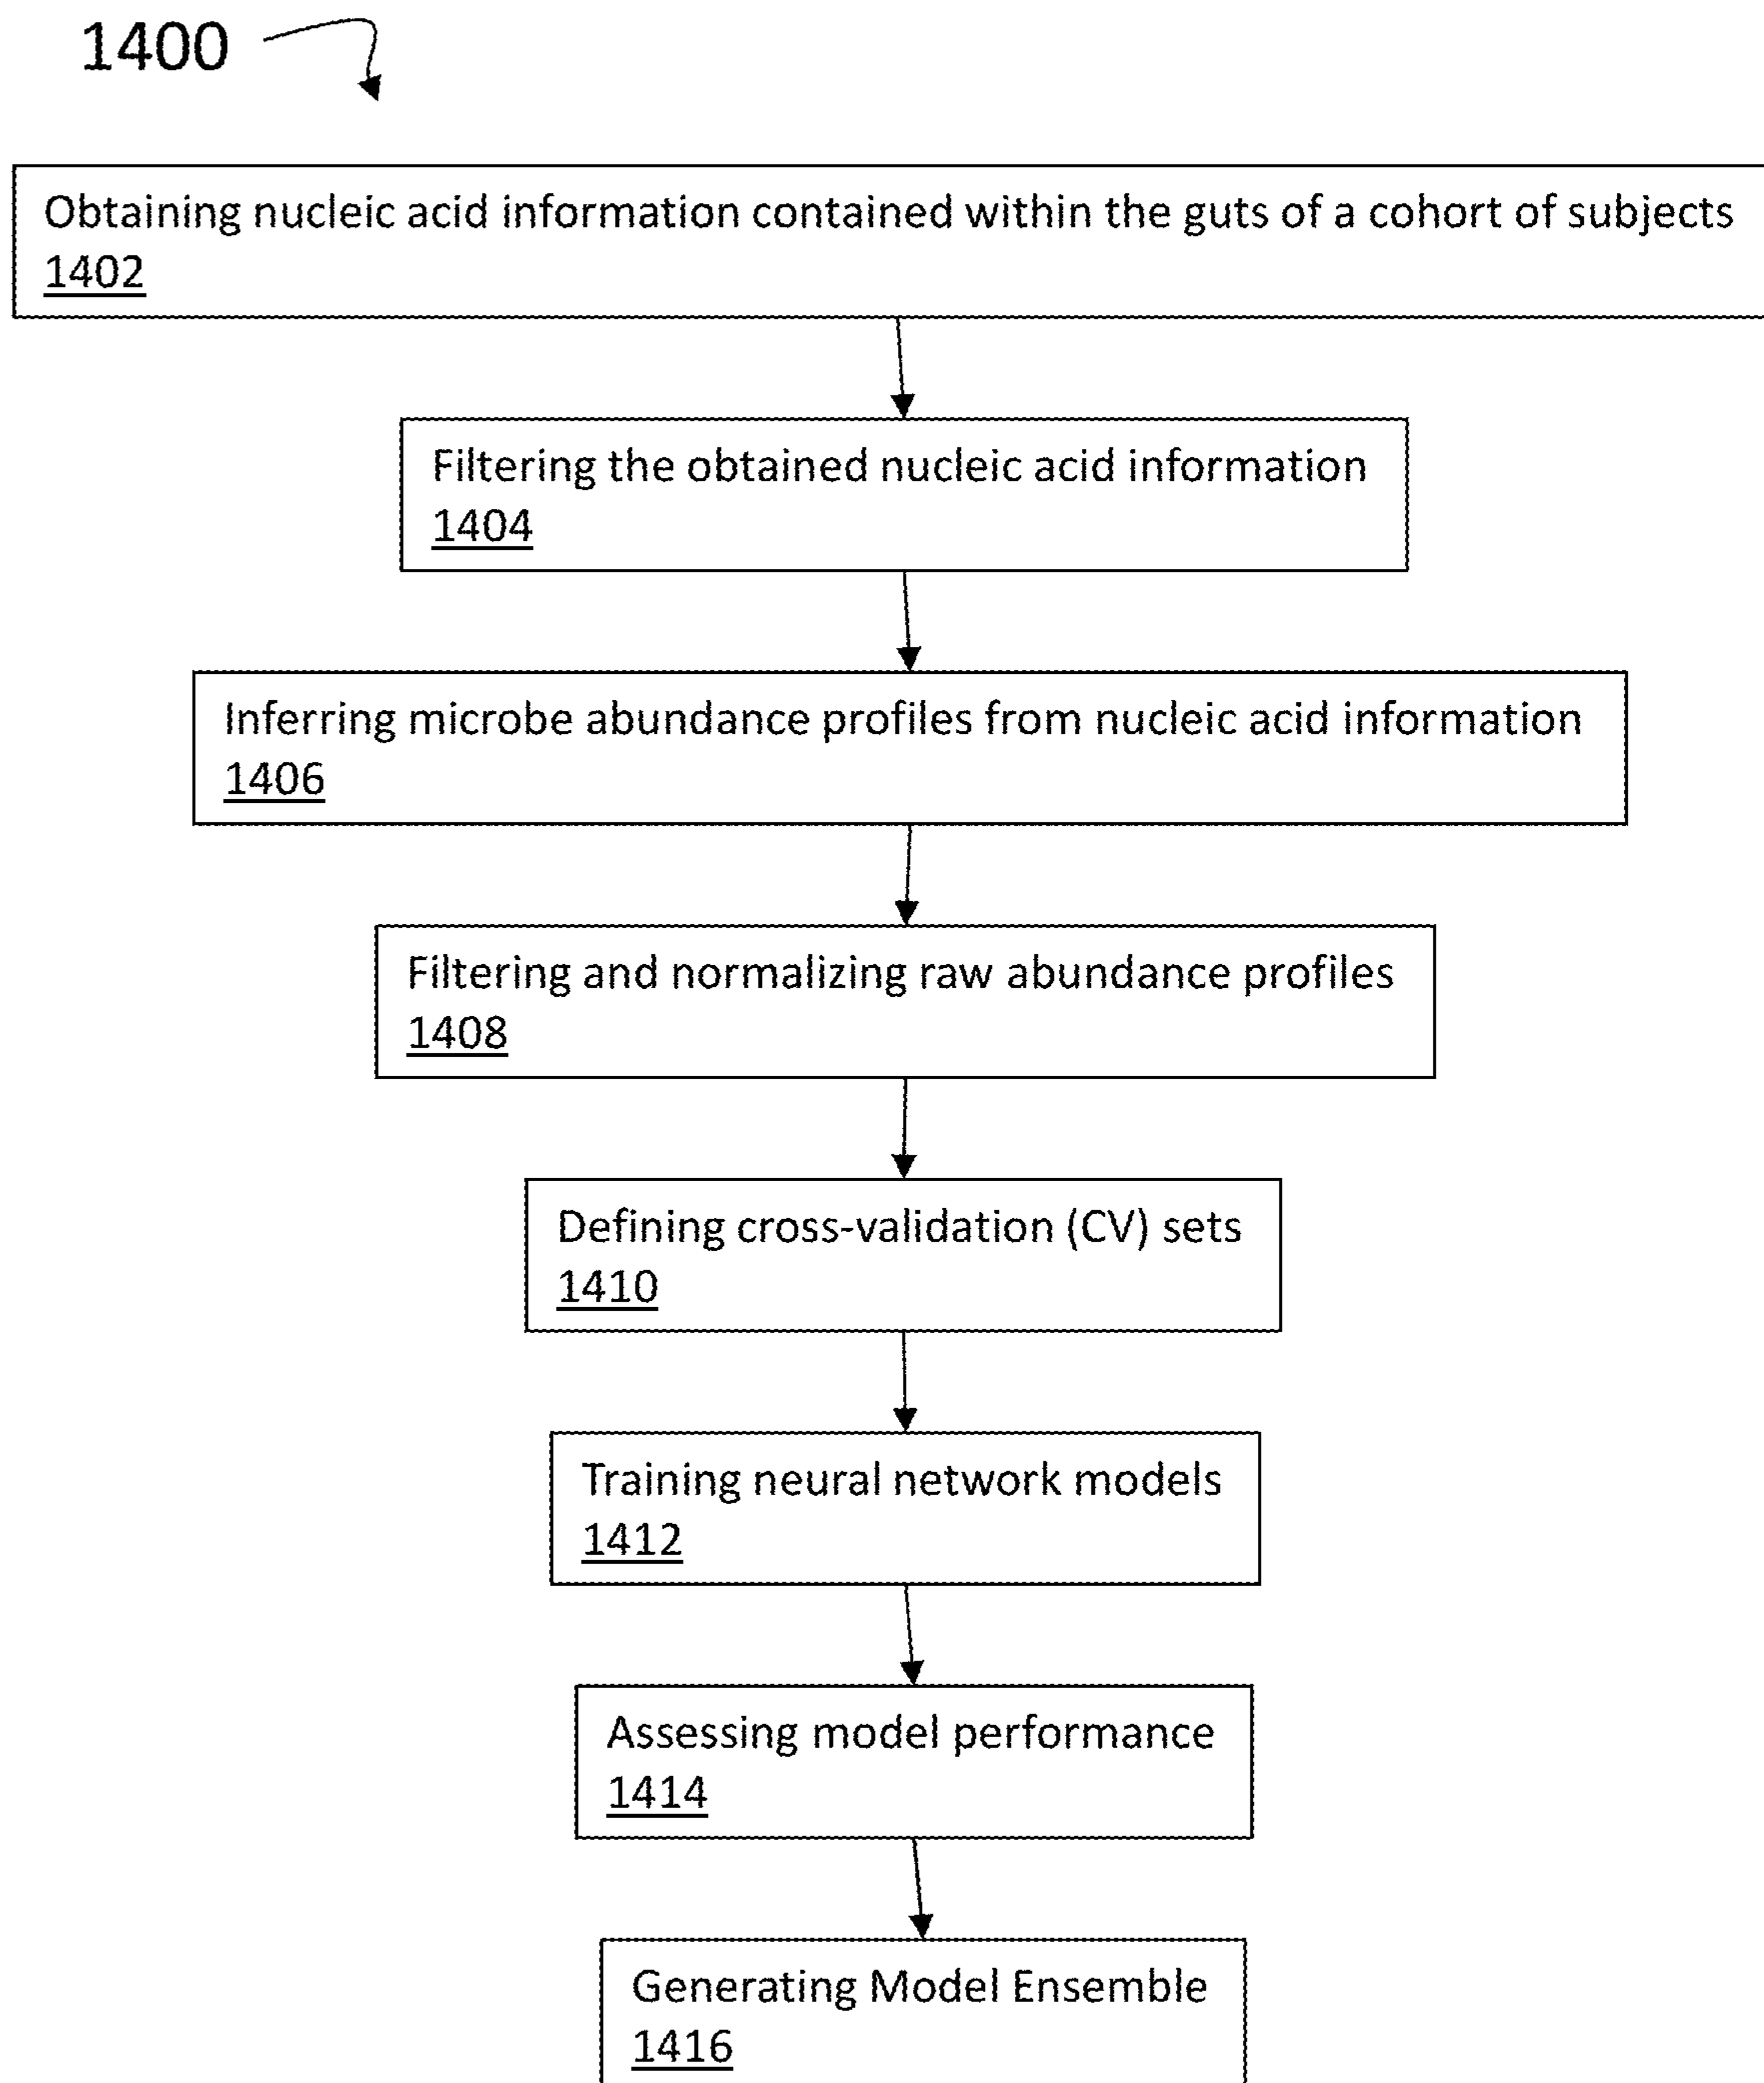 1400
Obtaining nucleic acid information contained within the guts of a cohort of subjects
1402
Filtering the obtained nucleic acid information
1404
Inferring microbe abundance profiles from nucleic acid information
1406
Filtering and normalizing raw abundance profiles
1408
Defining cross-validation (CV) sets
1410
Training neural network models
1412
Assessing model performance
1414
Generating Model Ensemble
1416